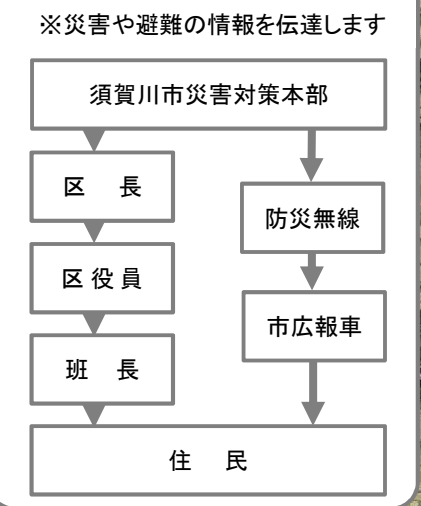 ※災害や避難の情報を伝達します
須賀川市災害対策本部
区　長
区役員
班　長
防災無線
市広報車
住　民